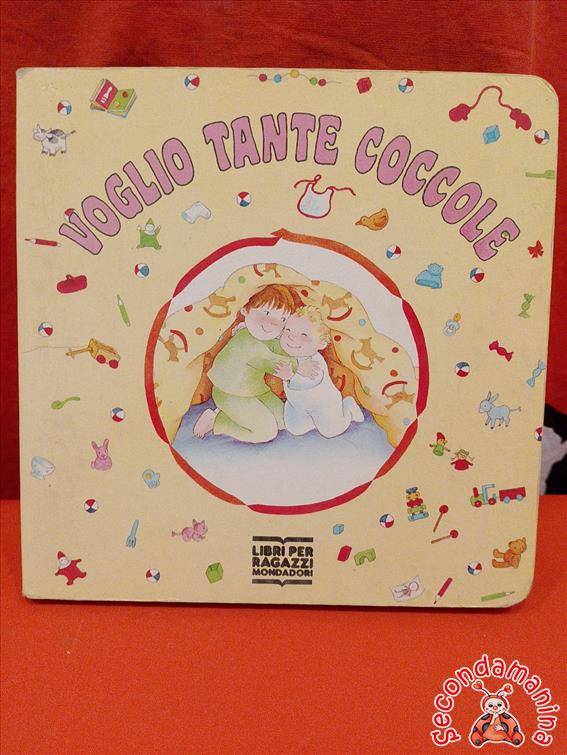 VOGLIO TANTE COCCOLE
LIBRI PER
RAGAZZI
MONDADORI
secondamanina